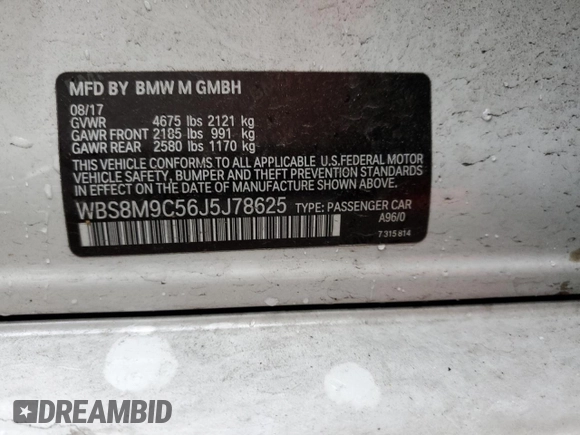 MFD BY BMW M GMBH
08/17
GVWR 4675 lbs 2121 kg
GAWR FRONT 2185 lbs 991 kg
GAWR REAR 2580 lbs 1170 kg
THIS VEHICLE CONFORMS TO ALL APPLICABLE U.S.FEDERAL MOTOR
VEHICLE SAFETY, BUMPER AND THEFT PREVENTION STANDARDS
IN EFFECT ON THE DATE OF MANUFACTURE SHOWN ABOVE.
WBS8M9C56J5J78625 TYPE: PASSENGER CAR
A96/0
7 315 814
DREAMBID